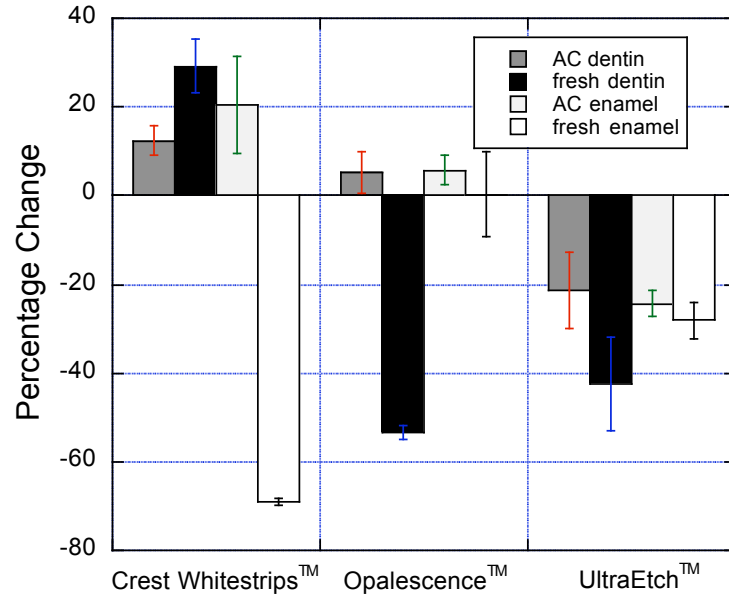 40
20
0
-20
-40
-60
-80
Percentage Change
AC dentin
fresh dentin
AC enamel
fresh enamel
Crest Whitestrips™ Opalescence™ UltraEtch™